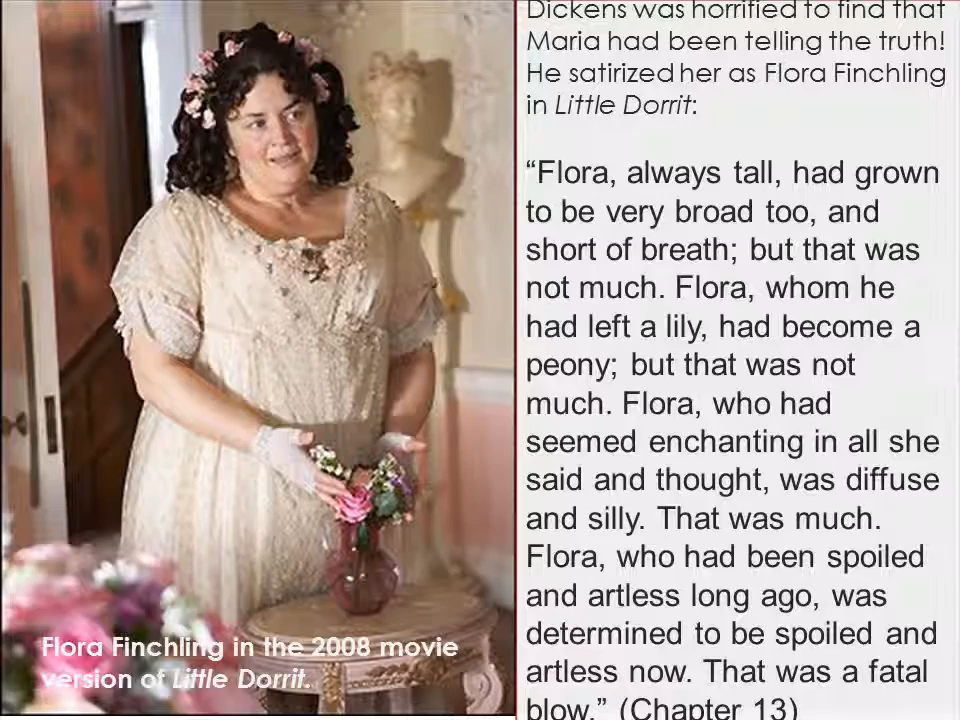 Dickens was horrified to find that
Maria had been telling the truth!
He satirized her as Flora Finchling
in Little Dorrit:
“Flora, always tall, had grown
to be very broad too, and
short of breath; but that was
not much. Flora, whom he
had left a lily, had become a
peony; but that was not
much. Flora, who had
seemed enchanting in all she
said and thought, was diffuse
and silly. That was much.
Flora, who had been spoiled
and artless long ago, was
determined to be spoiled and
artless now. That was a fatal
blow.” (Chapter 13)
Flora Finchling in the 2008 movie
version of Little Dorrit.